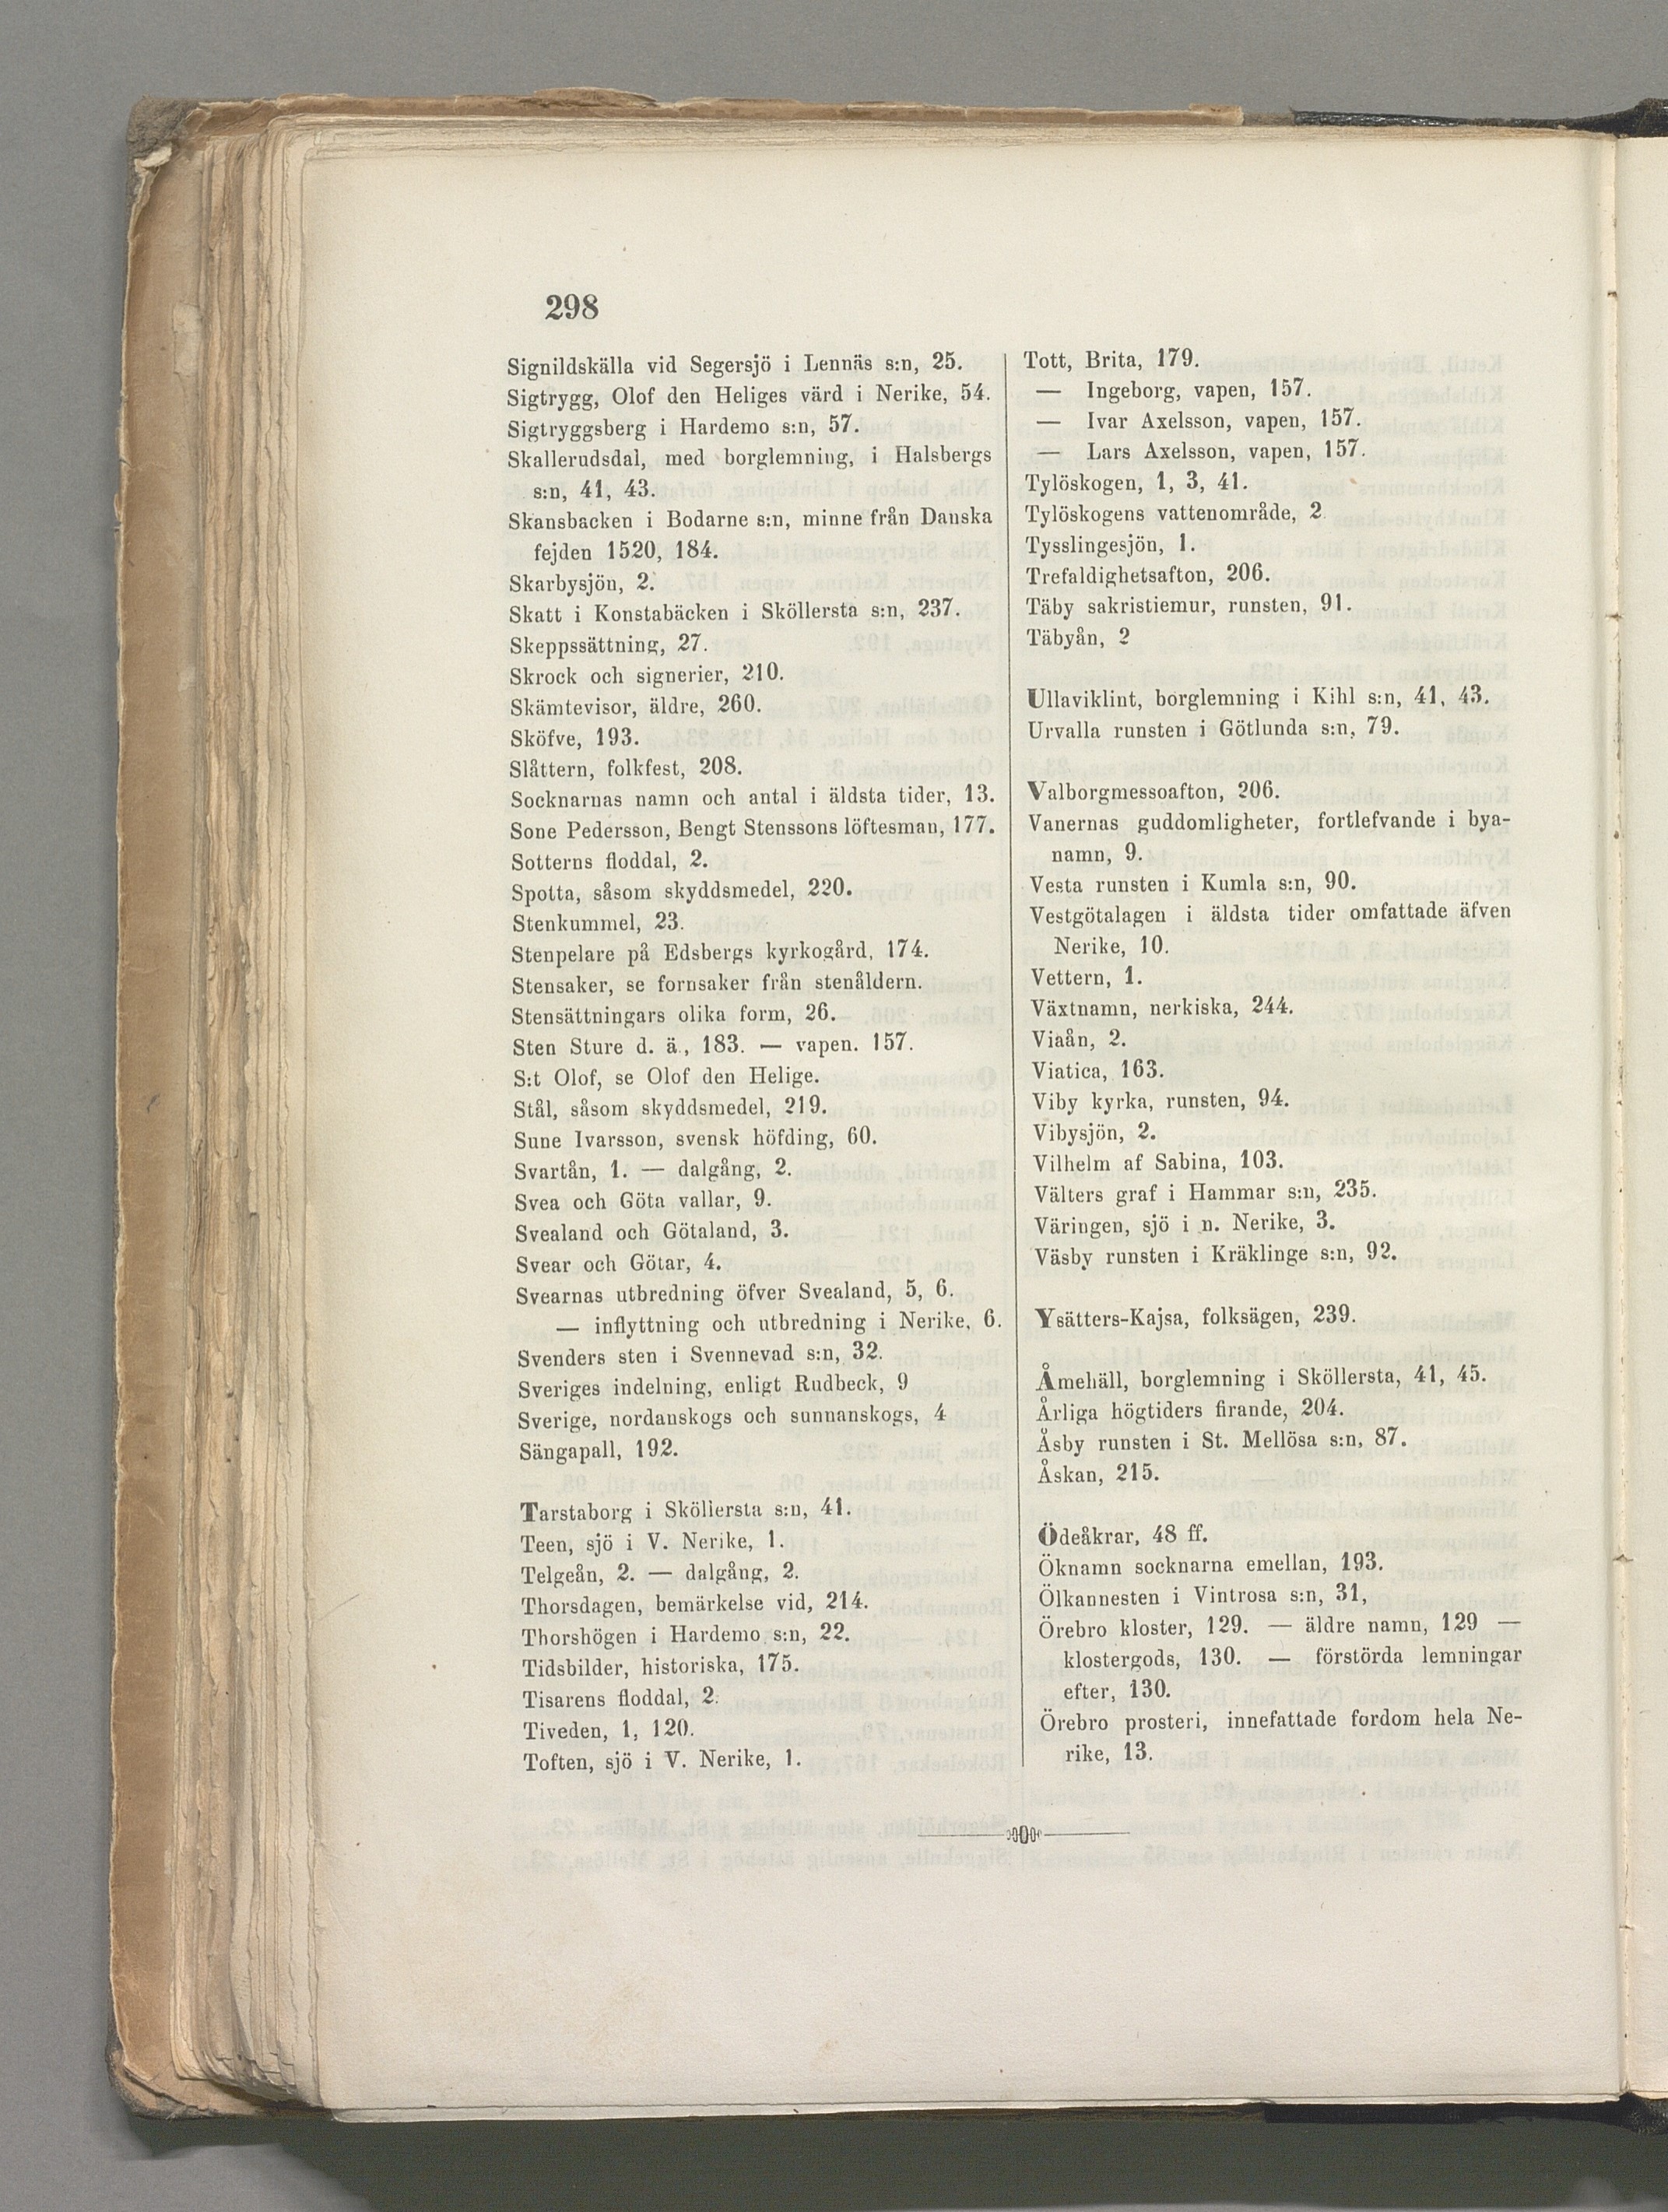 298
Signildskälla vid Segersjö i Lennäs s:n, 25.
Sigtrygg, Olof den Heliges värd i Nerike, 54.
Sigtryggsberg i Hardemo s:n, 57.
Skallerudsdal, med borglemning, i Halsbergs
s:n, 41, 43.
Skansbacken i Bodarne s:n, minne från Danska
fejden 1520, 184.
Skarbysjön, 2.
Skatt i Konstabäcken i Sköllersta s:n, 237.
Skeppssättning, 27.
Skrock och signerier, 210.
Skämtevisor, äldre, 260.
Sköfve, 193.
Slåttern, folkfest, 208.
Socknarnas namn och antal i äldsta tider, 13.
Sone Pedersson, Bengt Stenssons löftesman, 177.
Sotterns floddal, 2.
Spotta, såsom skyddsmedel, 220.
Stenkummel, 23.
Stenpelare på Edsbergs kyrkogård, 174.
Stensaker, se fornsaker från stenåldern.
Stensättningars olika form, 26.
Sten Sture d. ä., 183. — vapen. 157.
S:t Olof, se Olof den Helige.
Stål, såsom skyddsmedel, 219.
Sune Ivarsson, svensk höfding, 60.
Svartån, 1. — dalgång, 2.
Svea och Göta vallar, 9.
Svealand och Götaland, 3.
Svear och Götar, 4.
Svearnas utbredning öfver Svealand, 5, 6.
— inflyttning och utbredning i Nerike, 6.
Svenders sten i Svennevad s:n, 32.
Sveriges indelning, enligt Rudbeck, 9
Sverige, nordanskogs och sunnanskogs, 4
Sängapall, 192.
Tarstaborg i Sköllersta s:n, 41.
Teen, sjö i V. Nerike, 1.
Telgeån, 2. — dalgång, 2.
Thorsdagen, bemärkelse vid, 214.
Thorshögen i Hardemo s:n, 22.
Tidsbilder, historiska, 175.
Tisarens floddal, 2.
Tiveden, 1, 120.
Toften, sjö i V. Nerike, 1.
Tott, Brita, 179.
— Ingeborg, vapen, 157.
— Ivar Axelsson, vapen, 157.
— Lars Axelsson, vapen, 157.
Tylöskogen, 1, 3, 41.
Tylöskogens vattenområde, 2.
Tysslingesjön, 1.
Trefaldighetsafton, 206.
Täby sakristiemur, runsten, 91.
Täbyån, 2
Ullaviklint, borglemning i Kihl s:n, 41, 43.
Urvalla runsten i Götlunda s:n, 79.
Valborgmessoafton, 206.
Vanernas guddomligheter, fortlefvande i bya-
namn, 9.
Vesta runsten i Kumla s:n, 90.
Vestgötalagen i äldsta tider omfattade äfven
Nerike, 10.
Vettern, 1.
Växtnamn, nerkiska, 244.
Viaån, 2.
Viatica, 163.
Viby kyrka, runsten, 94.
Vibysjön, 2.
Vilhelm af Sabina, 103.
Välters graf i Hammar s:n, 235.
Väringen, sjö i n. Nerike, 3.
Väsby runsten i Kräklinge s:n, 92.
Ysätters-Kajsa, folksägen, 239.
Åmehäll, borglemning i Sköllersta, 41, 45.
Årliga högtiders firande, 204.
Åsby runsten i St. Mellösa s:n, 87.
Åskan, 215.
Ödeåkrar, 48 ff.
Öknamn socknarna emellan, 193.
Ölkannesten i Vintrosa s:n, 31,
Örebro kloster, 129. — äldre namn, 129 —
klostergods, 130. — förstörda lemningar
efter, 130.
Örebro prosteri, innefattade fordom hela Ne-
rike, 13.